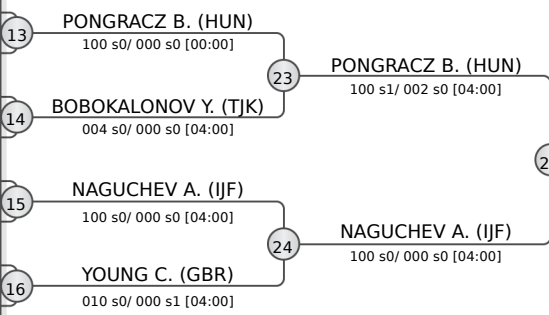 13
PONGRACZ B. (HUN)
100 s0/ 000 s0 [00:00]
23
PONGRACZ B. (HUN)
100 s1/ 002 s0 [04:00]
14
BOBOKALONOV Y. (TJK)
004 s0/ 000 s0 [04:00]
15
NAGUCHEV A. (IJF)
100 s0/ 000 s0 [04:00]
24
NAGUCHEV A. (IJF)
100 s0/ 000 s0 [04:00]
16
YOUNG C. (GBR)
010 s0/ 000 s1 [04:00]